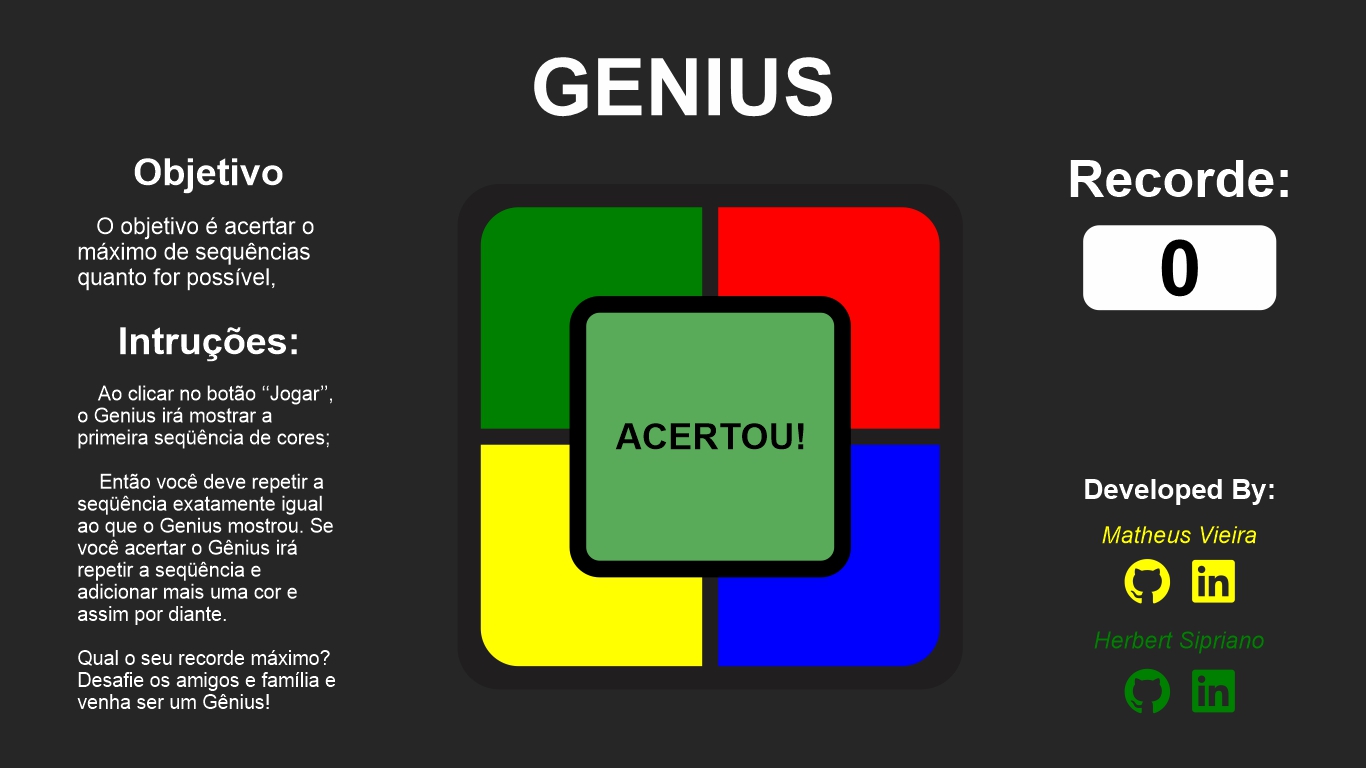 GENIUS
Objetivo
O objetivo é acertar o
máximo de sequências
quanto for possível,
Intruções:
Ao clicar no botão “Jogar”,
o Genius irá mostrar a
primeira seqüência de cores;
Então você deve repetir a
seqüência exatamente igual
ao que o Genius mostrou. Se
você acertar o Gênius irá
repetir a seqüência e
adicionar mais uma cor e
assim por diante.
Qual o seu recorde máximo?
Desafie os amigos e família e
venha ser um Gênius!
ACERTOU!
Recorde:
0
Developed By:
Matheus Vieira
in
Herbert Sipriano
in